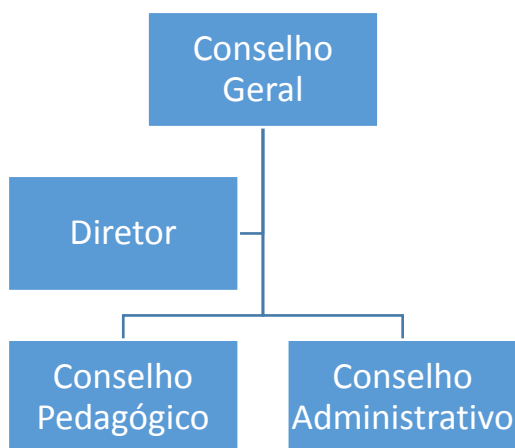 Conselho
Geral
Diretor
Conselho
Pedagógico
Conselho
Administrativo